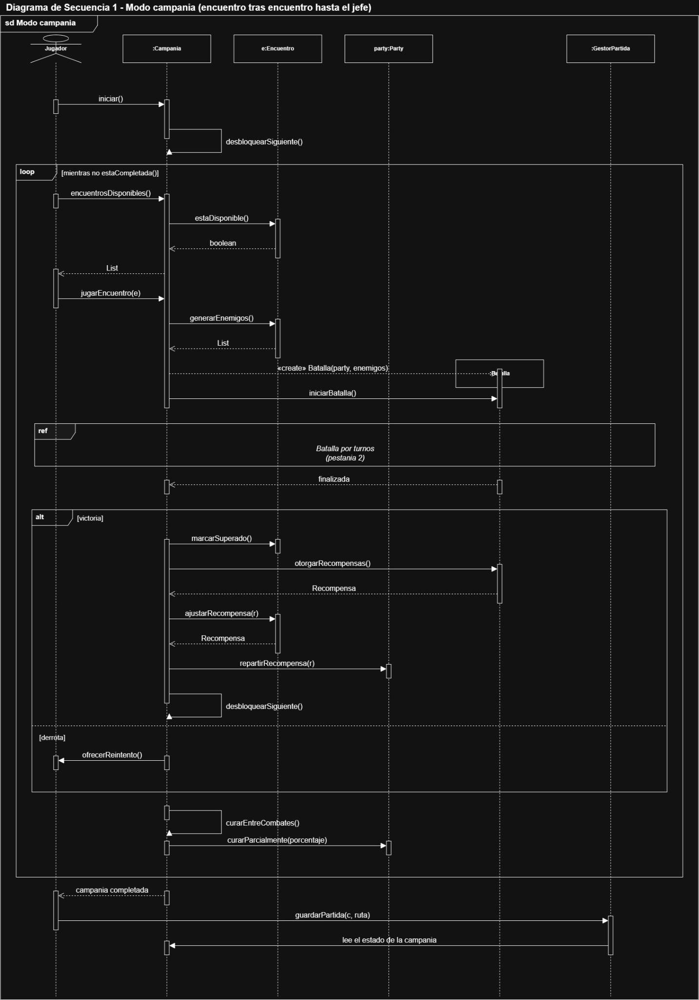 Diagrama de Secuencia 1 - Modo campania (encuentro tras encuentro hasta el jefe)
sd Modo campania
Jugador
:Campania
e:Encuentro
party:Party
:GestorPartida
iniciar()
desbloquearSiguiente()
loop
[mientras no estaCompletada()]
encuentrosDisponibles()
estaDisponible()
boolean
List
jugarEncuentro(e)
generarEnemigos()
List
«create» Batalla(party, enemigos)
:Batalla
iniciarBatalla()
ref
Batalla por turnos
(pestania 2)
finalizada
alt
[victoria]
marcarSuperado()
otorgarRecompensas()
Recompensa
ajustarRecompensa(r)
Recompensa
repartirRecompensa(r)
desbloquearSiguiente()
[derrota]
ofrecerReintento()
curarEntreCombates()
curarParcialmente(porcentaje)
campania completada
guardarPartida(c, ruta)
lee el estado de la campania